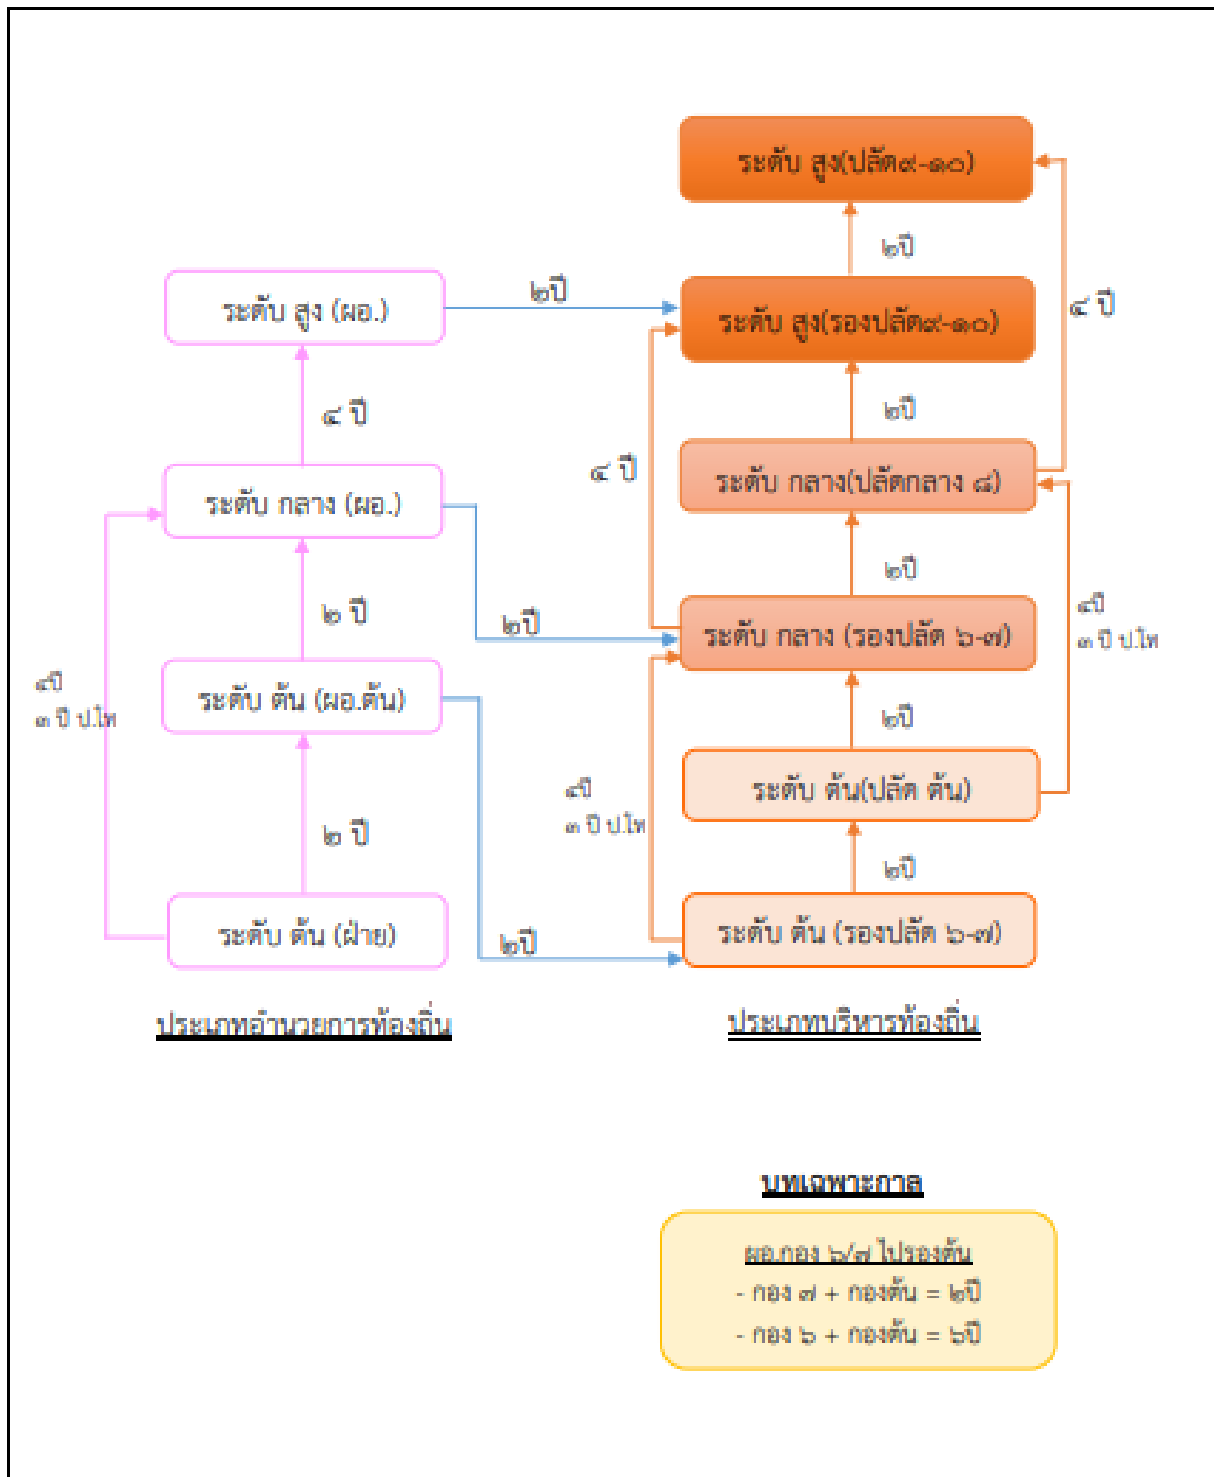 ระดับ สูง(ปลัด๙-๑๐)
๒ปี
ระดับ สูง (ผอ.)
๒ปี
ระดับ สูง(รองปลัด๙-๑๐)
๔ ปี
๔ ปี
๒ปี
๔ ปี
ระดับ กลาง (ผอ.)
ระดับ กลาง(ปลัดกลาง ๘)
๒ปี
๒ ปี
๒ปี
ระดับ กลาง (รองปลัด ๖-๗)
๔ปี
๓ ปี ป.โท
๔ปี
๓ ปี ป.โท
ระดับ ต้น (ผอ.ต้น)
๒ปี
ระดับ ต้น(ปลัด ต้น)
๔ปี
๓ ปี ป.โท
๒ ปี
๒ปี
ระดับ ต้น (ฝ่าย)
๒ปี
ระดับ ต้น (รองปลัด ๖-๗)
ประเภทอำนวยการท้องถิ่น
ประเภทบริหารท้องถิ่น
บทเฉพาะกาล
ผอ.กอง ๖/๗ ไปรองต้น
- กอง ๗ + กองต้น = ๒ปี
- กอง ๖ + กองต้น = ๖ปี